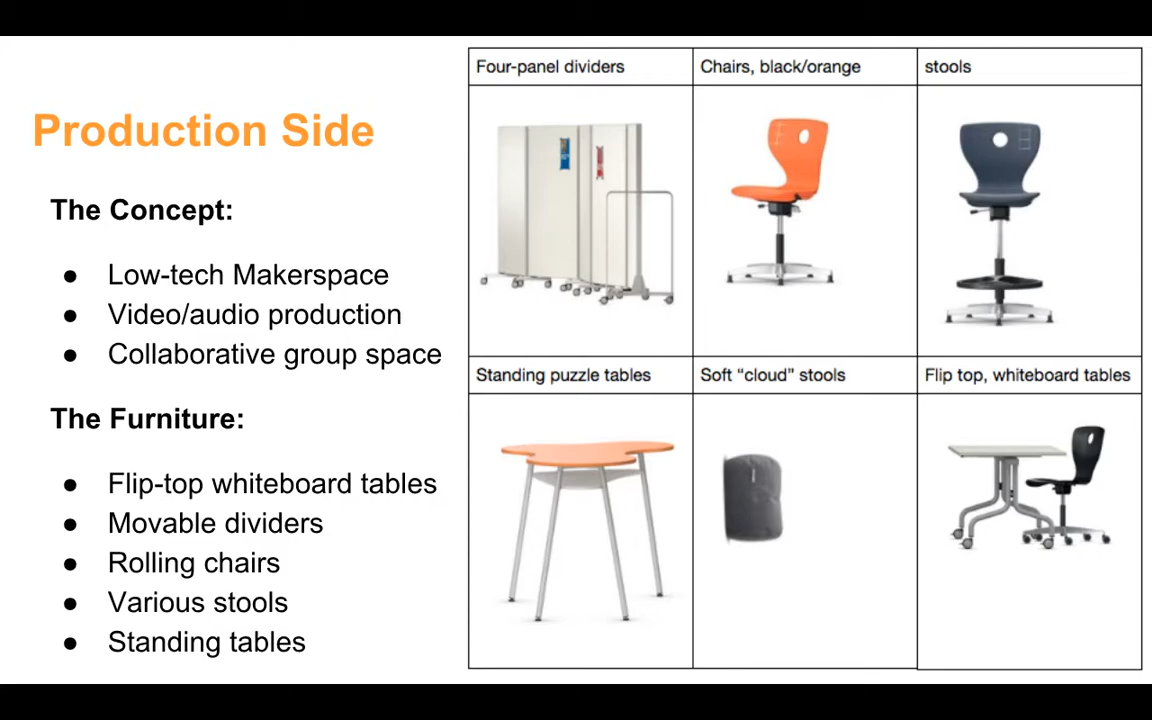 Production Side
The Concept:
● Low-tech Makerspace
● Video/audio production
● Collaborative group space
The Furniture:
● Flip-top whiteboard tables
● Movable dividers
● Rolling chairs
● Various stools
● Standing tables
Four-panel dividers
Chairs, black/orange
stools
Standing puzzle tables
Soft “cloud” stools
Flip top, whiteboard tables